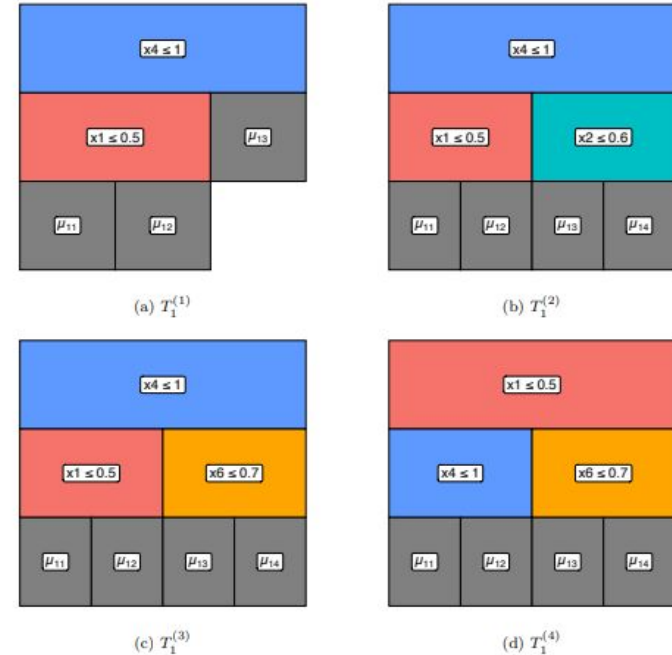 x4 ≤ 1
x4 ≤ 1
x1 ≤ 0.5
μ13
x1 ≤ 0.5
x2 ≤ 0.6
μ11
μ12
μ11
μ12
μ13
μ14
(a) T₁⁽¹⁾
(b) T₁⁽²⁾
x4 ≤ 1
x1 ≤ 0.5
x1 ≤ 0.5
x6 ≤ 0.7
x4 ≤ 1
x6 ≤ 0.7
μ11
μ12
μ13
μ14
μ11
μ12
μ13
μ14
(c) T₁⁽³⁾
(d) T₁⁽⁴⁾